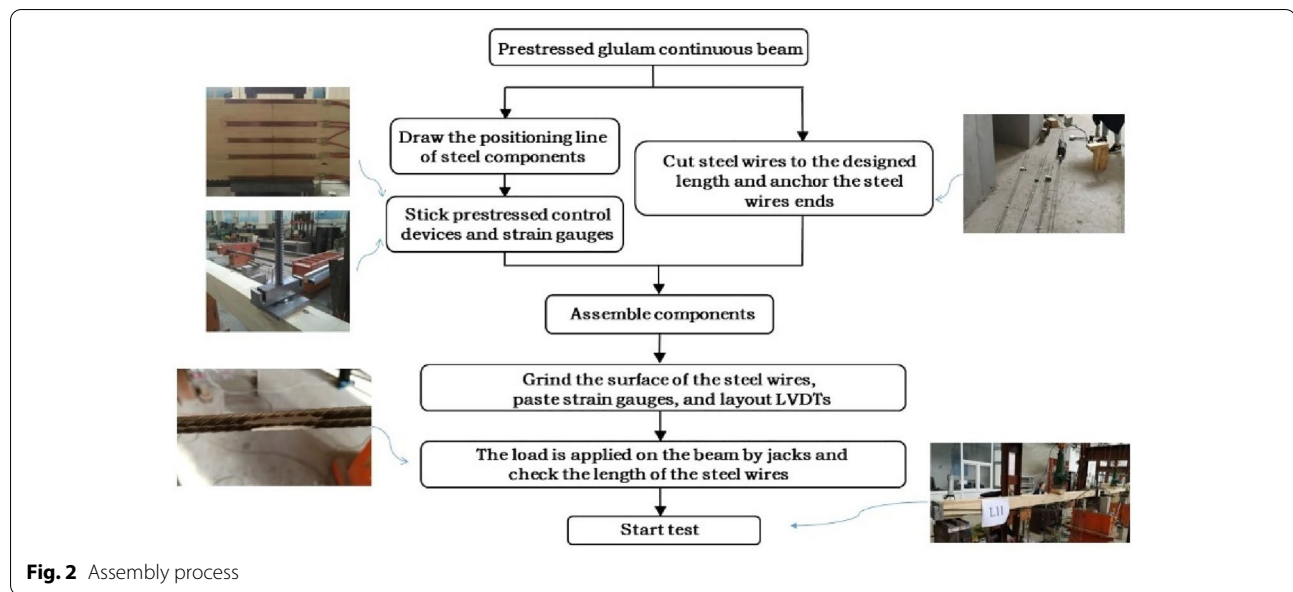 Prestressed glulam continuous beam
Draw the positioning line
of steel components
Cut steel wires to the designed
length and anchor the steel
wires ends
Stick prestressed control
devices and strain gauges
Assemble components
Grind the surface of the steel wires,
paste strain gauges, and layout LVDTs
The load is applied on the beam by jacks and
check the length of the steel wires
Start test
L11
Fig. 2 Assembly process